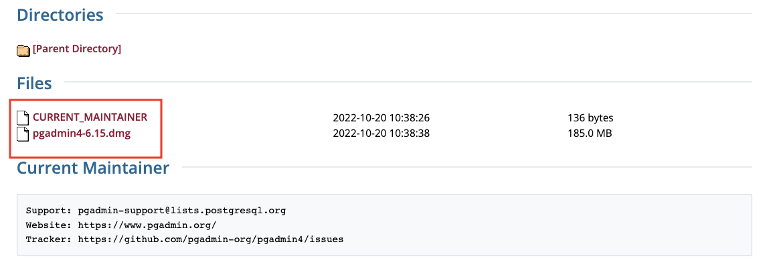 Directories
[Parent Directory]
Files
CURRENT_MAINTAINER 2022-10-20 10:38:26 136 bytes
pgadmin4-6.15.dmg 2022-10-20 10:38:38 185.0 MB
Current Maintainer
Support: pgadmin-support@lists.postgresql.org
Website: https://www.pgadmin.org/
Tracker: https://github.com/pgadmin-org/pgadmin4/issues